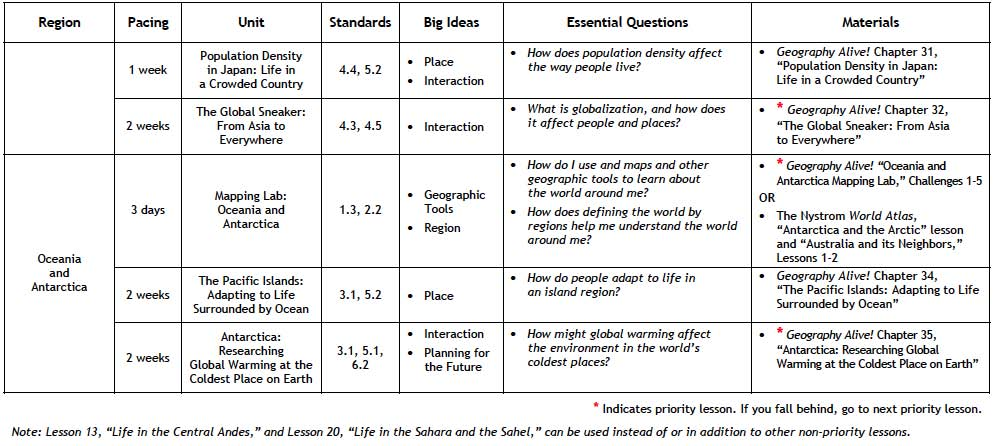 Region Pacing Unit Standards Big Ideas Essential Questions Materials
1 week
Population Density
in Japan: Life in
a Crowded Country
4.4, 5.2
• Place
• Interaction
• How does population density affect
the way people live?
• Geography Alive! Chapter 31,
“Population Density in Japan:
Life in a Crowded Country”
2 weeks
The Global Sneaker:
From Asia to
Everywhere
4.3, 4.5
• Interaction
• What is globalization, and how does
it affect people and places?
• * Geography Alive! Chapter 32,
“The Global Sneaker: From Asia
to Everywhere”
Oceania
and
Antarctica
3 days
Mapping Lab:
Oceania and
Antarctica
1.3, 2.2
• Geographic
Tools
• Region
• How do I use and maps and other
geographic tools to learn about
the world around me?
• How does defining the world by
regions help me understand the world
around me?
• * Geography Alive! “Oceania and
Antarctica Mapping Lab,” Challenges 1-5
OR
• The Nystrom World Atlas,
“Antarctica and the Arctic” lesson
and “Australia and its Neighbors,”
Lessons 1-2
2 weeks
The Pacific Islands:
Adapting to Life
Surrounded by Ocean
3.1, 5.2
• Place
• How do people adapt to life in
an island region?
• Geography Alive! Chapter 34,
“The Pacific Islands: Adapting to Life
Surrounded by Ocean”
2 weeks
Antarctica:
Researching
Global Warming at the
Coldest Place on Earth
3.1, 5.1,
6.2
• Interaction
• Planning for
the Future
• How might global warming affect
the environment in the world’s
coldest places?
• * Geography Alive! Chapter 35,
“Antarctica: Researching Global
Warming at the Coldest Place on Earth”
* Indicates priority lesson. If you fall behind, go to next priority lesson.
Note: Lesson 13, “Life in the Central Andes,” and Lesson 20, “Life in the Sahara and the Sahel,” can be used instead of or in addition to other non-priority lessons.